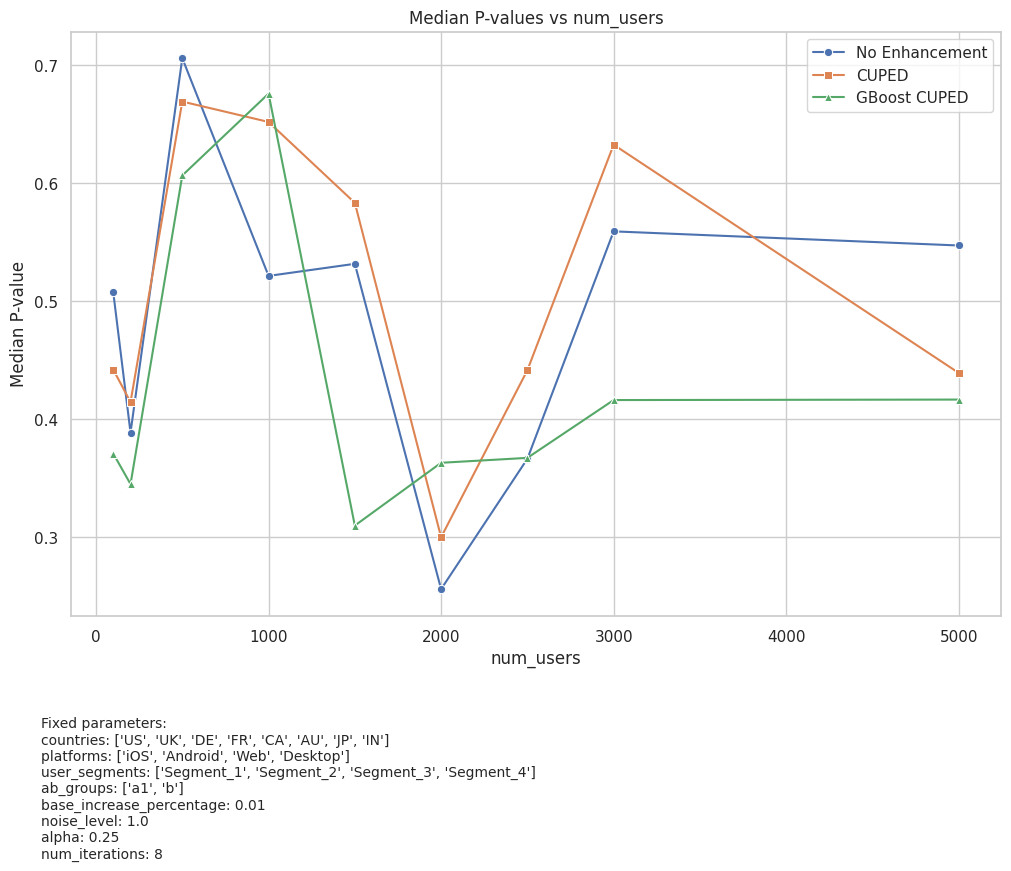 Median P-values vs num_users
No Enhancement
CUPED
GBoost CUPED
Median P-value
0.7
0.6
0.5
0.4
0.3
0
1000
2000
3000
4000
5000
num_users
Fixed parameters:
countries: ['US', 'UK', 'DE', 'FR', 'CA', 'AU', 'JP', 'IN']
platforms: ['iOS', 'Android', 'Web', 'Desktop']
user_segments: ['Segment_1', 'Segment_2', 'Segment_3', 'Segment_4']
ab_groups: ['a1', 'b']
base_increase_percentage: 0.01
noise_level: 1.0
alpha: 0.25
num_iterations: 8